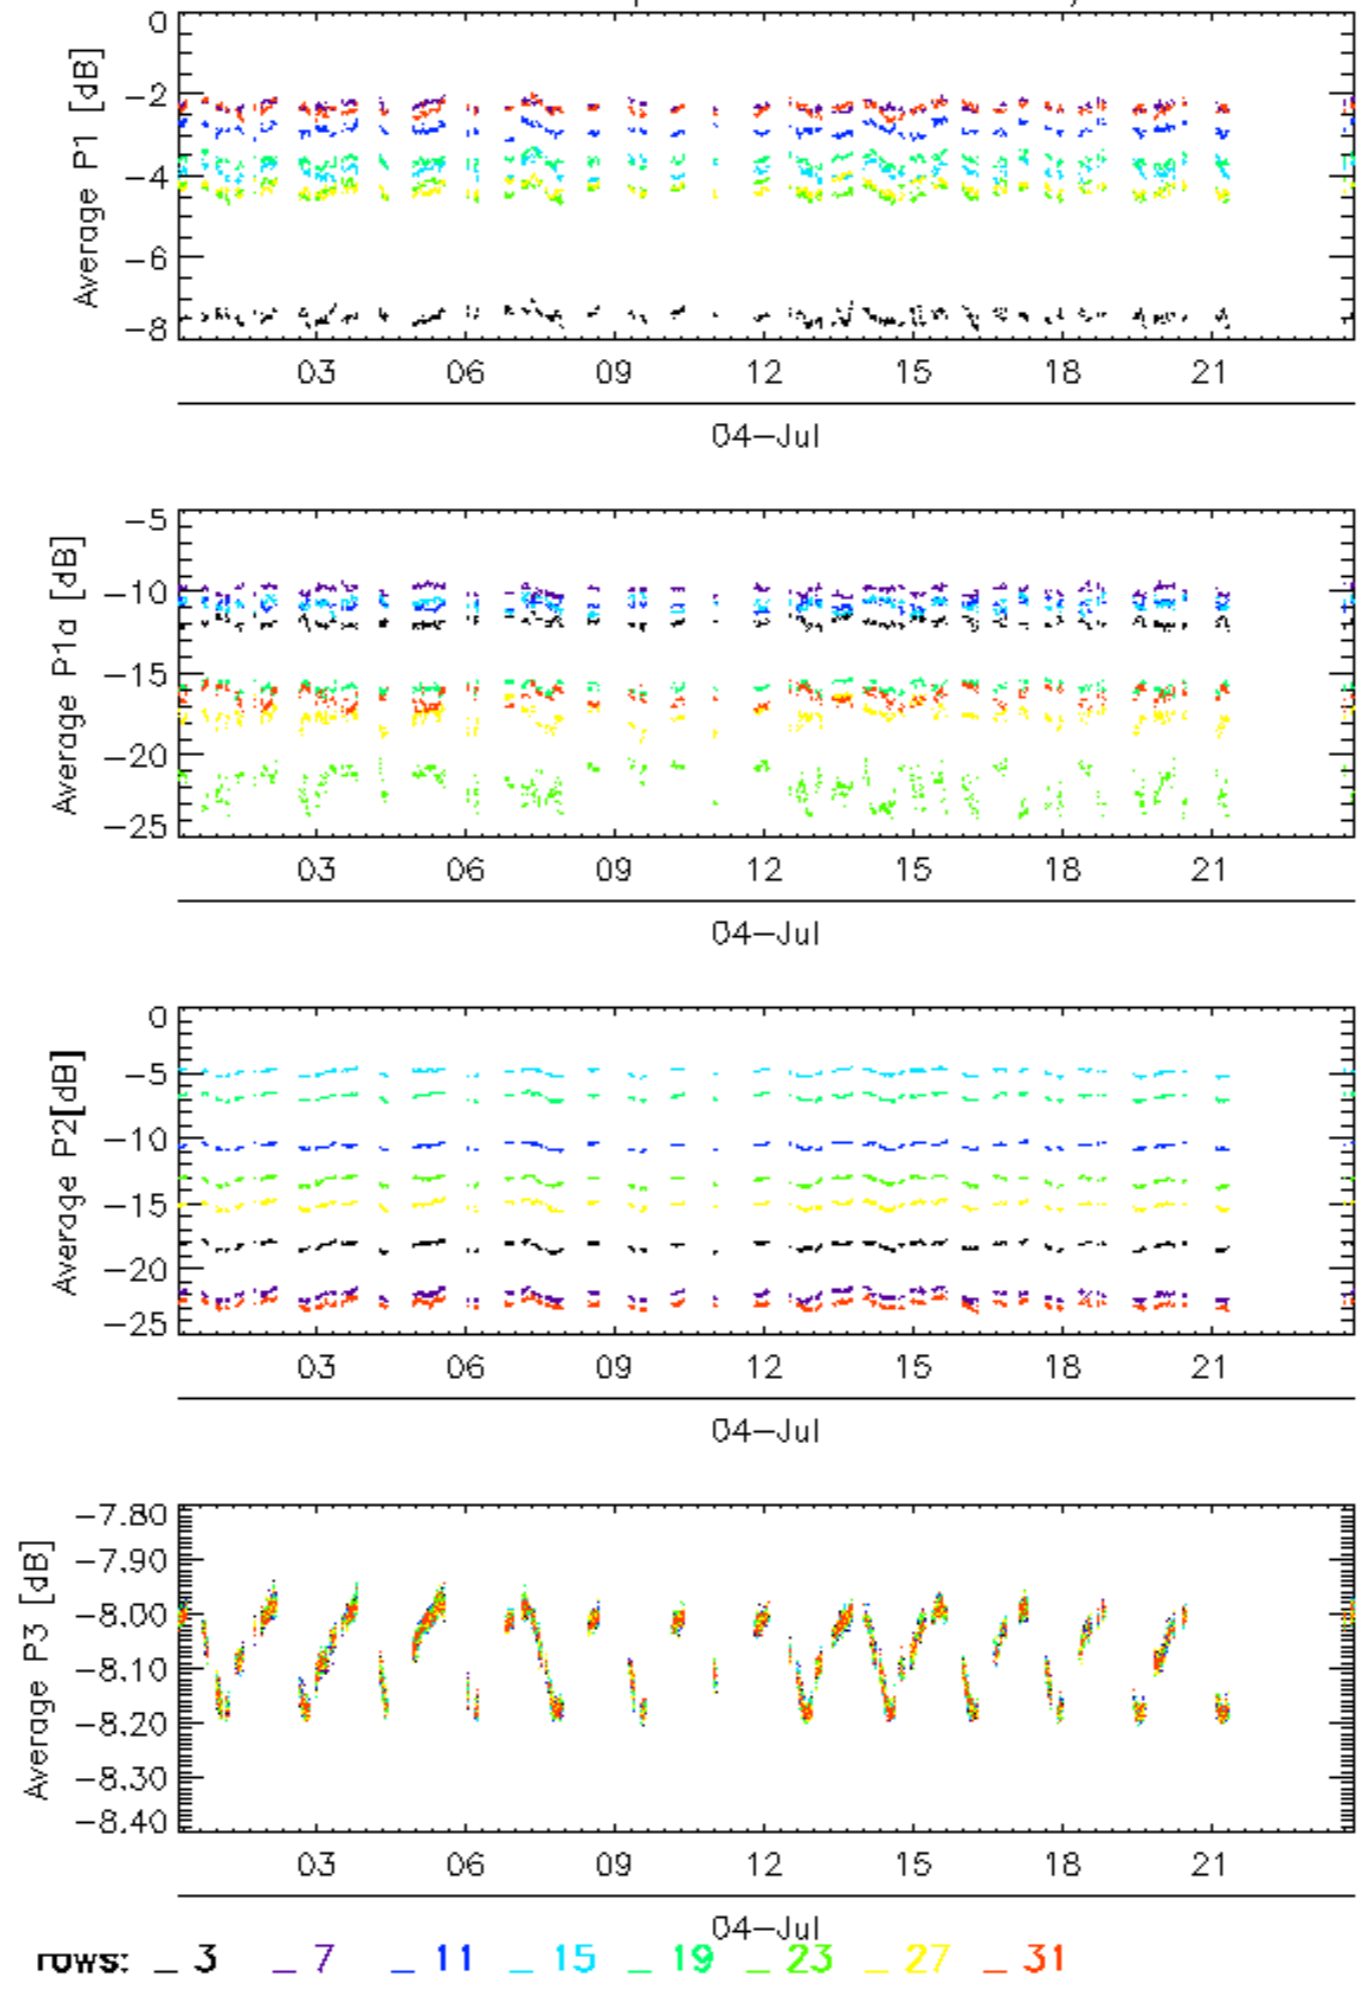 0
Average P1 [dB]
-2
-4
-6
-8
03 06 09 12 15 18 21
04-Jul
-5
Average P1a [dB]
-10
-15
-20
-25
03 06 09 12 15 18 21
04-Jul
0
Average P2[dB]
-5
-10
-15
-20
-25
03 06 09 12 15 18 21
04-Jul
-7.80
Average P3 [dB]
-7.90
-8.00
-8.10
-8.20
-8.30
-8.40
03 06 09 12 15 18 21
04-Jul
rows: _ 3 _ 7 _ 11 _ 15 _ 19 _ 23 _ 27 _ 31